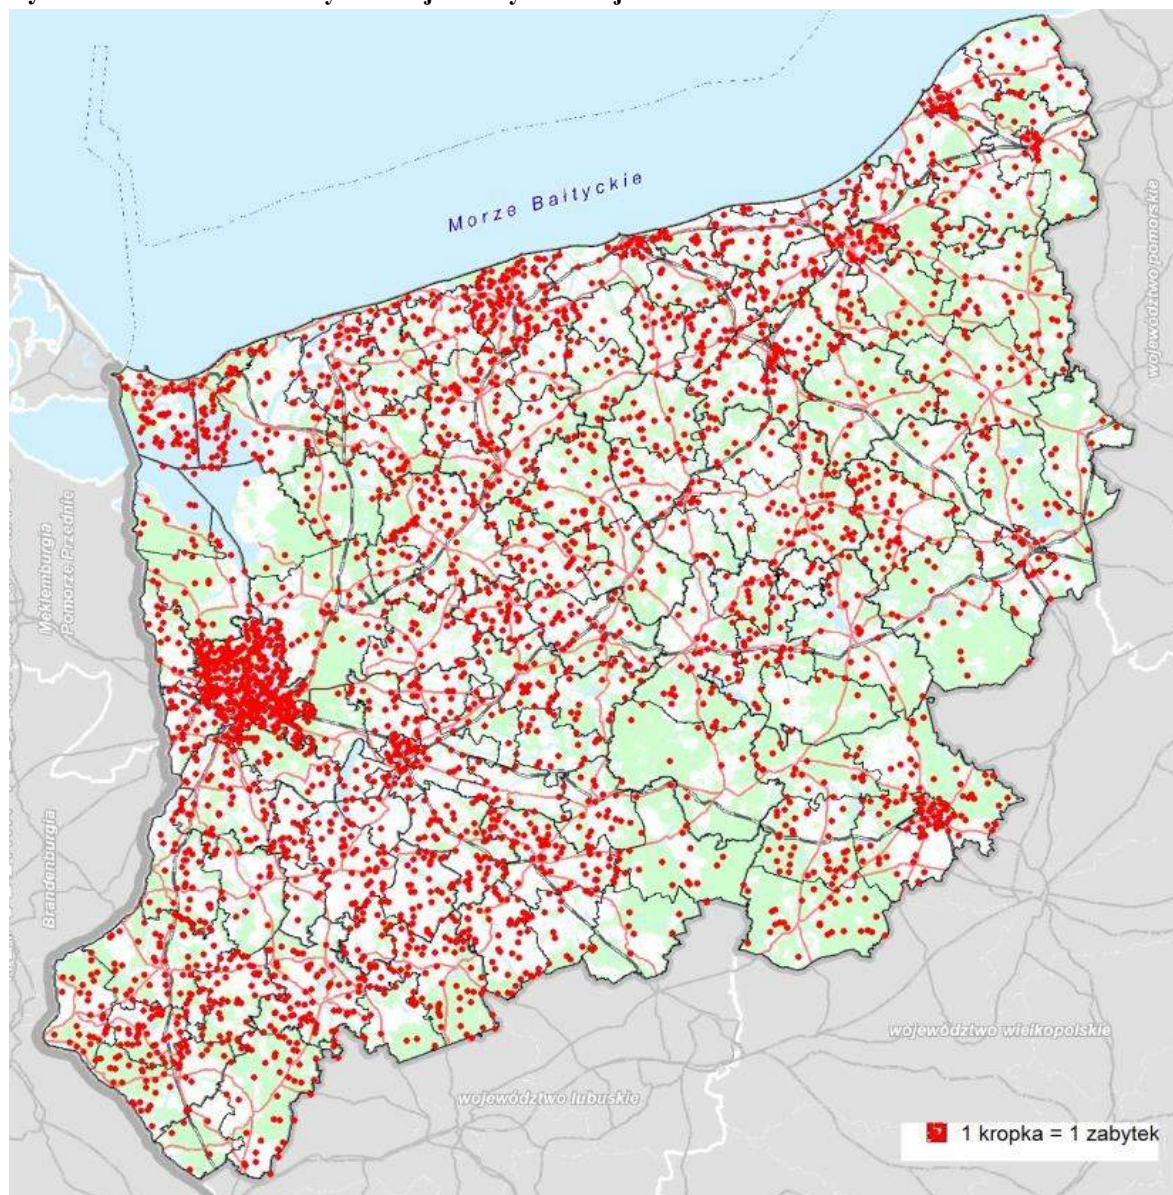 Morze Bałtyckie
województwo pomorskie
Meklemburgia
Pomorze Przednie
Brandenburgia
województwo wielkopolskie
województwo lubuskie
1 kropka = 1 zabytek